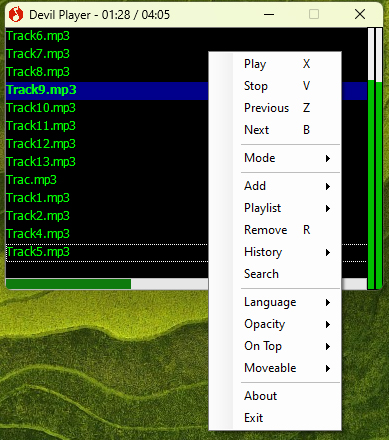 Devil Player - 01:28 / 04:05
Track6.mp3
Track7.mp3
Track8.mp3
Track9.mp3
Track10.mp3
Track11.mp3
Track12.mp3
Track13.mp3
Trac.mp3
Track1.mp3
Track2.mp3
Track4.mp3
Track5.mp3
Play X
Stop V
Previous Z
Next B
Mode
Add
Playlist
Remove R
History
Search
Language
Opacity
On Top
Moveable
About
Exit